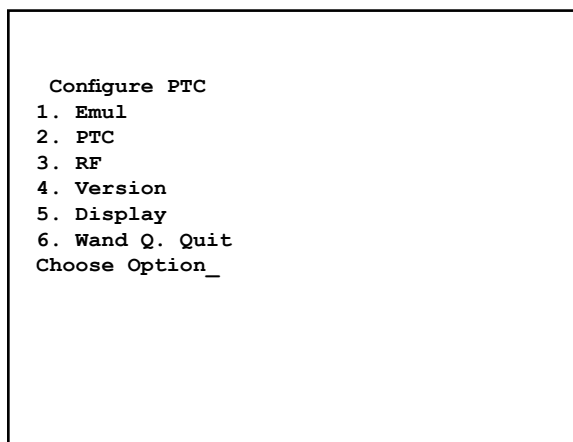 Configure PTC
1. Emul
2. PTC
3. RF
4. Version
5. Display
6. Wand Q. Quit
Choose Option_